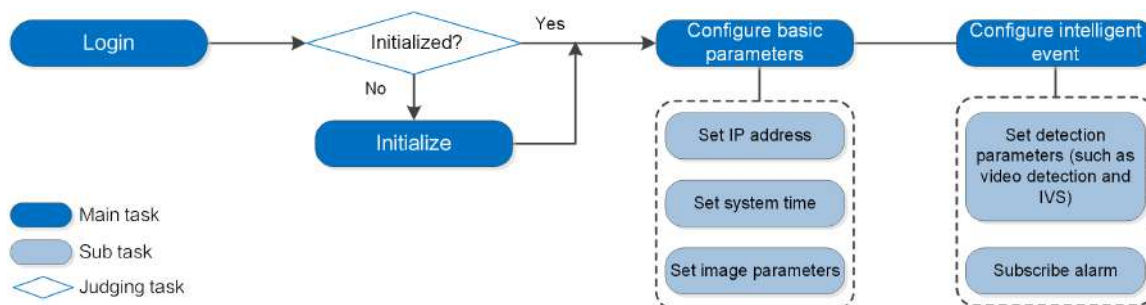 Login
Initialized?
Yes
No
Initialize
Configure basic
parameters
Set IP address
Set system time
Set image parameters
Configure intelligent
event
Set detection
parameters (such as
video detection and
IVS)
Subscribe alarm
Main task
Sub task
Judging task